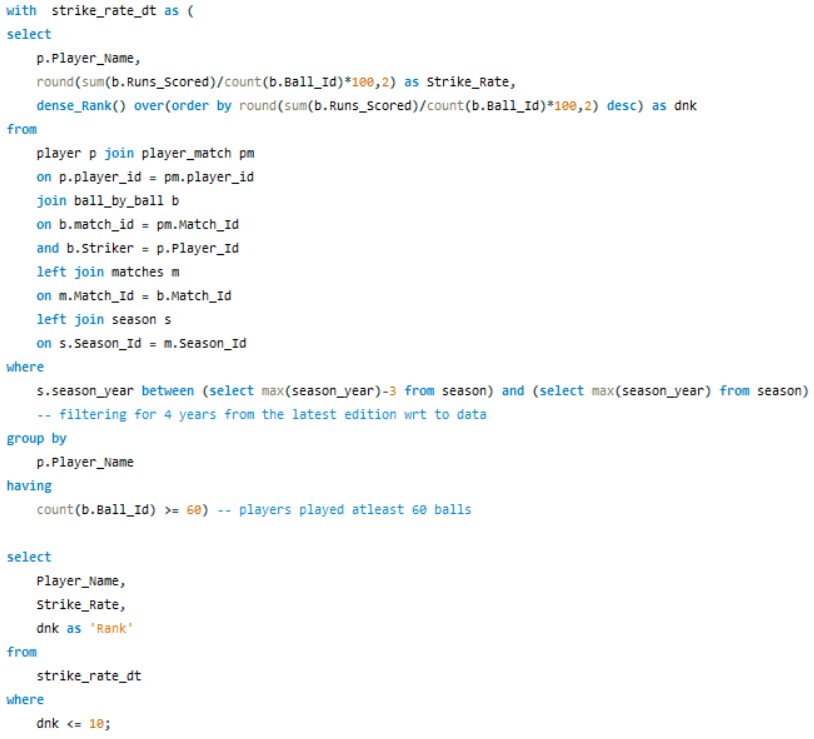 with  strike_rate_dt as (
select
    p.Player_Name,
    round(sum(b.Runs_Scored)/count(b.Ball_Id)*100,2) as Strike_Rate,
    dense_Rank() over(order by round(sum(b.Runs_Scored)/count(b.Ball_Id)*100,2) desc) as dnk
from
    player p join player_match pm
    on p.player_id = pm.player_id
    join ball_by_ball b
    on b.match_id = pm.Match_Id
    and b.Striker = p.Player_Id
    left join matches m
    on m.Match_Id = b.Match_Id
    left join season s
    on s.Season_Id = m.Season_Id
where
    s.season_year between (select max(season_year)-3 from season) and (select max(season_year) from season)
    -- filtering for 4 years from the latest edition wrt to data
group by
    p.Player_Name
having
    count(b.Ball_Id) >= 60) -- players played atleast 60 balls

select
    Player_Name,
    Strike_Rate,
    dnk as 'Rank'
from
    strike_rate_dt
where
    dnk <= 10;